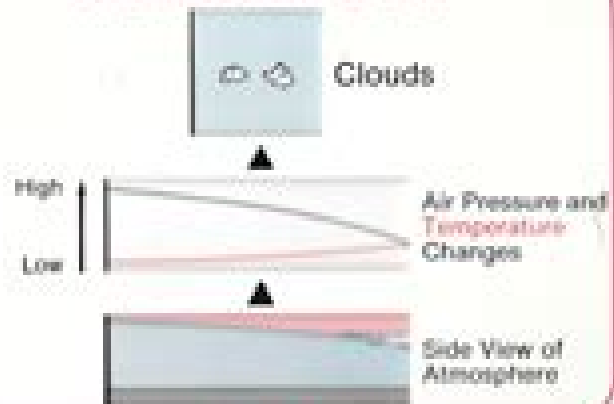 Clouds
High
Low
Air Pressure and
Temperature
Changes
Side View of
Atmosphere